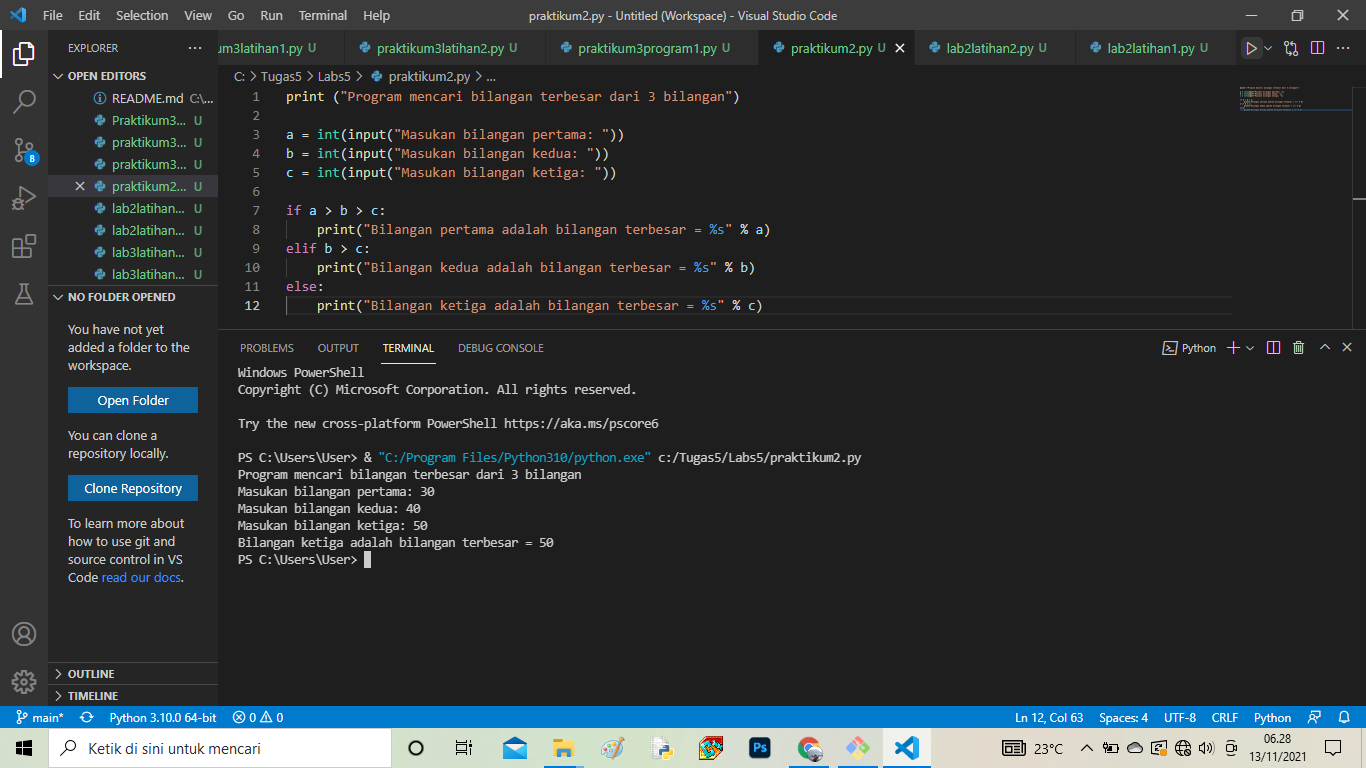 File Edit Selection View Go Run Terminal Help
praktikum2.py - Untitled (Workspace) - Visual Studio Code
EXPLORER
OPEN EDITORS
README.md C:\...
Praktikum3... U
praktikum3... U
praktikum3... U
praktikum2... U
lab2latihan... U
lab2latihan... U
lab3latihan... U
lab3latihan... U
NO FOLDER OPENED
You have not yet
added a folder to the
workspace.
Open Folder
You can clone a
repository locally.
Clone Repository
To learn more about
how to use git and
source control in VS
Code read our docs.
OUTLINE
TIMELINE
8
um3latihan1.py U praktikum3latihan2.py U praktikum3program1.py U praktikum2.py U lab2latihan2.py U lab2latihan1.py U
C: > Tugas5 > Labs5 > praktikum2.py > ...
1 print ("Program mencari bilangan terbesar dari 3 bilangan")
2
3 a = int(input("Masukan bilangan pertama: "))
4 b = int(input("Masukan bilangan kedua: "))
5 c = int(input("Masukan bilangan ketiga: "))
6
7 if a > b > c:
8     print("Bilangan pertama adalah bilangan terbesar = %s" % a)
9 elif b > c:
10     print("Bilangan kedua adalah bilangan terbesar = %s" % b)
11 else:
12     print("Bilangan ketiga adalah bilangan terbesar = %s" % c)
PROBLEMS OUTPUT TERMINAL DEBUG CONSOLE
Python
Windows PowerShell
Copyright (C) Microsoft Corporation. All rights reserved.
Try the new cross-platform PowerShell https://aka.ms/pscore6
PS C:\Users\User> & "C:/Program Files/Python310/python.exe" c:/Tugas5/Labs5/praktikum2.py
Program mencari bilangan terbesar dari 3 bilangan
Masukan bilangan pertama: 30
Masukan bilangan kedua: 40
Masukan bilangan ketiga: 50
Bilangan ketiga adalah bilangan terbesar = 50
PS C:\Users\User>
main* Python 3.10.0 64-bit 0 0
Ln 12, Col 63 Spaces: 4 UTF-8 CRLF Python
Ketik di sini untuk mencari
Ps
23°C
06.28
13/11/2021